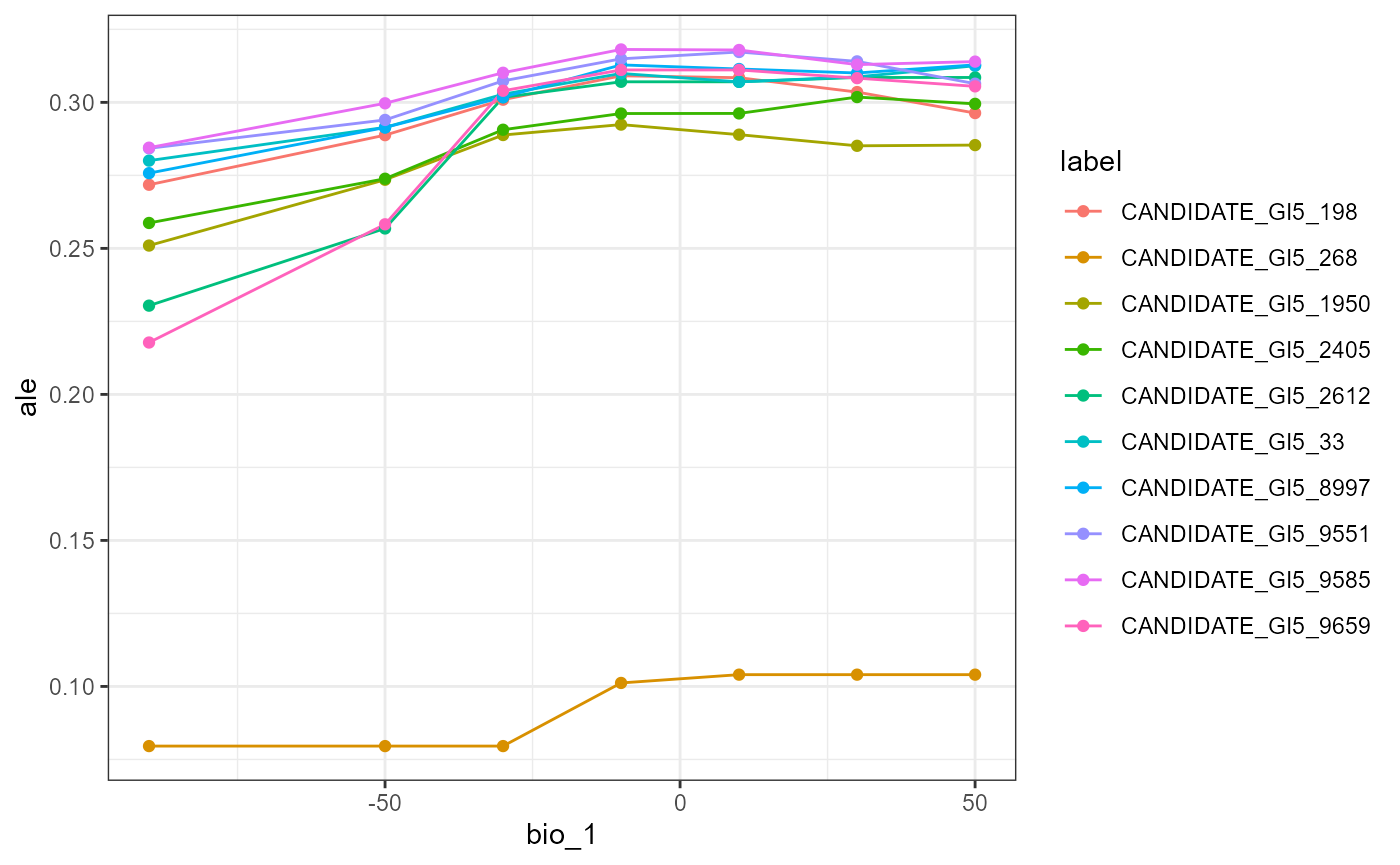 0.30
0.25
0.20
0.15
0.10
ale
-50
0
50
bio_1
label
CANDIDATE_GI5_198
CANDIDATE_GI5_268
CANDIDATE_GI5_1950
CANDIDATE_GI5_2405
CANDIDATE_GI5_2612
CANDIDATE_GI5_33
CANDIDATE_GI5_8997
CANDIDATE_GI5_9551
CANDIDATE_GI5_9585
CANDIDATE_GI5_9659